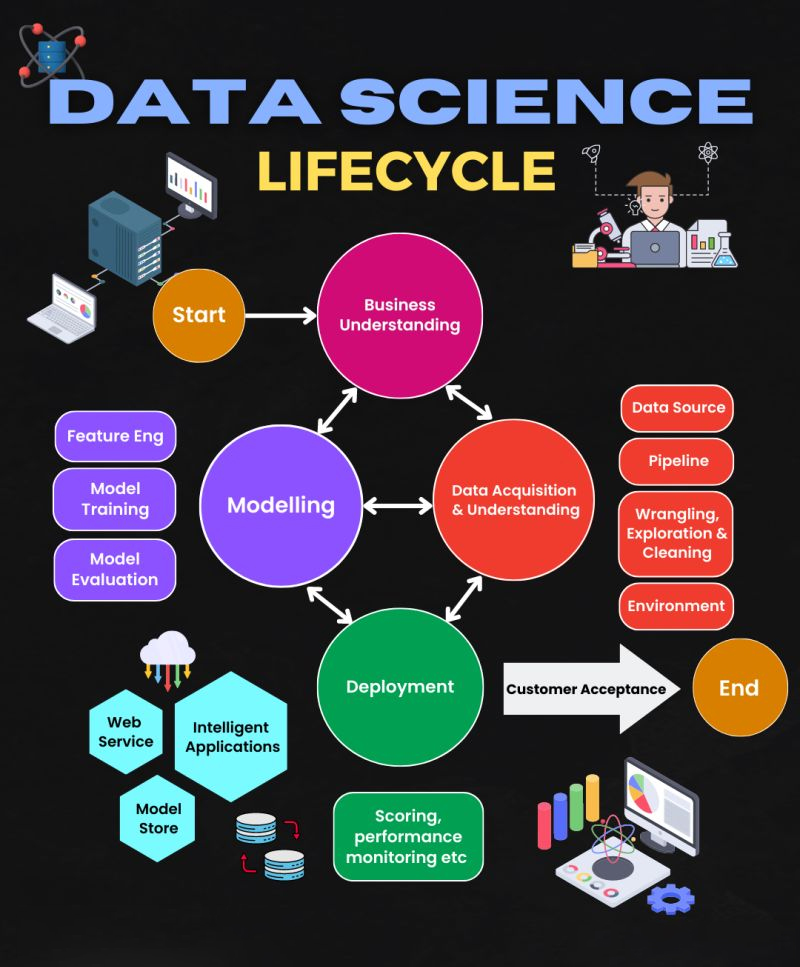 DATA SCIENCE
LIFECYCLE
Start
Business
Understanding
Feature Eng
Model
Training
Model
Evaluation
Modelling
Data Acquisition
& Understanding
Data Source
Pipeline
Wrangling,
Exploration &
Cleaning
Environment
Deployment
Customer Acceptance
End
Web
Service
Intelligent
Applications
Model
Store
Scoring,
performance
monitoring etc